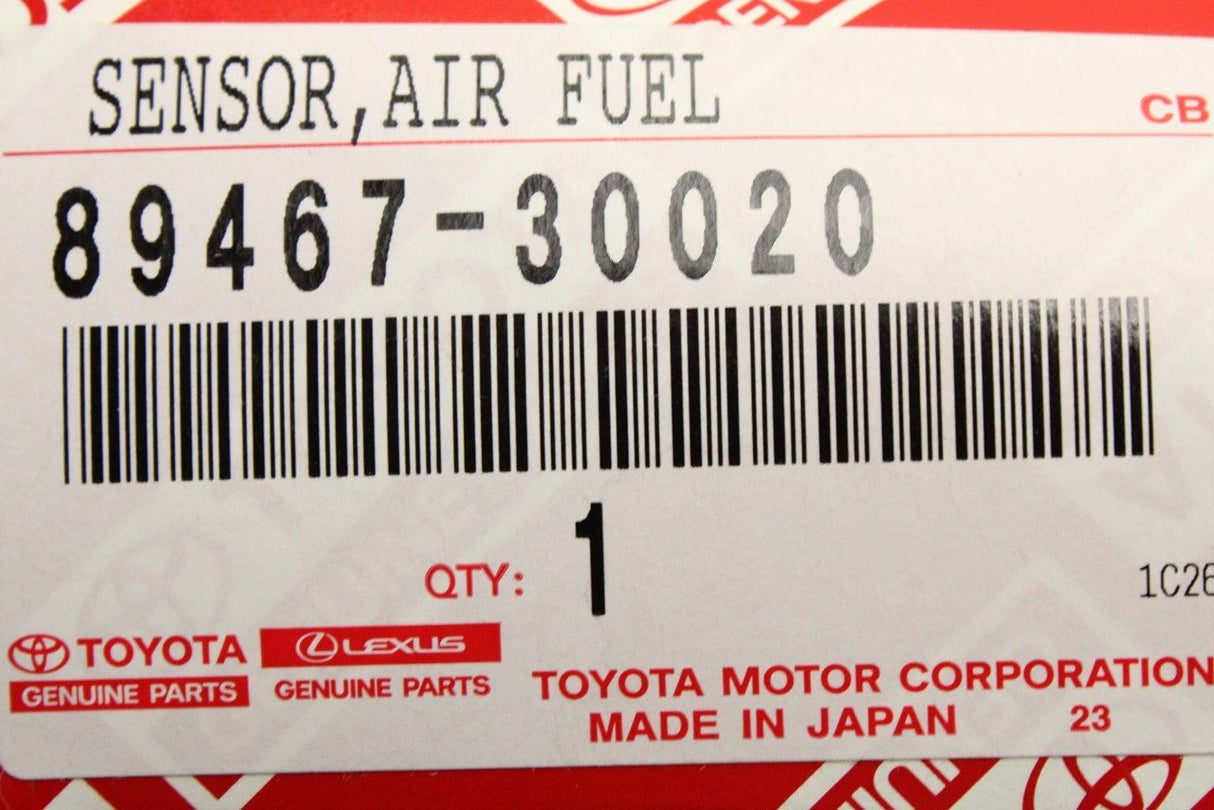 SENSOR,AIR FUEL
CB
89467-30020
QTY: 1
1C26
TOYOTA
GENUINE PARTS
LEXUS
GENUINE PARTS
TOYOTA MOTOR CORPORATION
MADE IN JAPAN 23